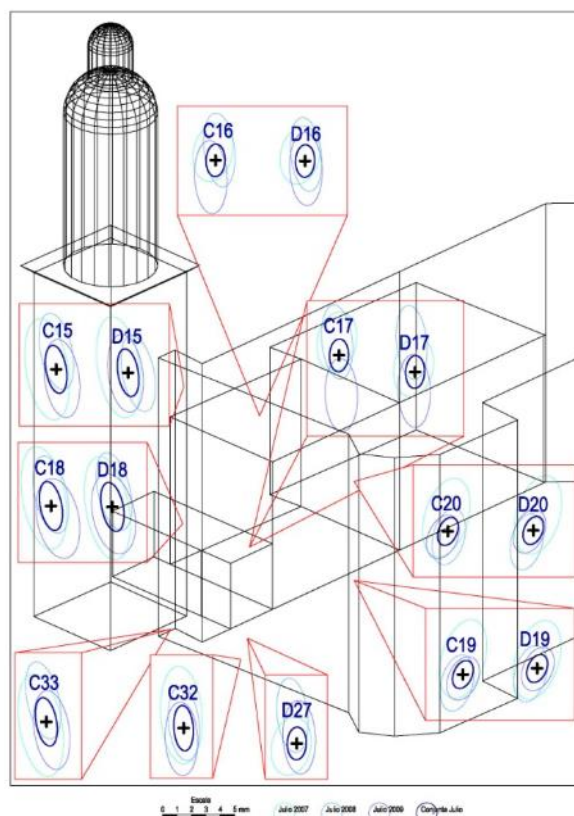 C16 D16
C15 D15
C17 D17
C18 D18
C20 D20
C19 D19
C33 C32 D27
Escala
0 1 2 3 4 5 mm
Julio 2007 Julio 2008 Julio 2009 Conjunta Julio